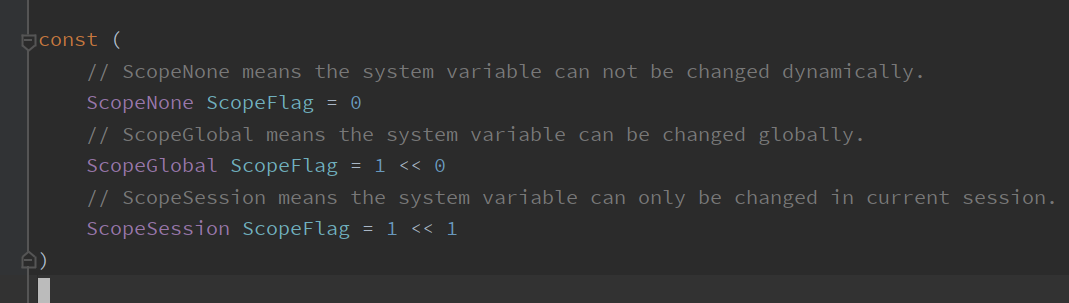 const (
    // ScopeNone means the system variable can not be changed dynamically.
    ScopeNone ScopeFlag = 0
    // ScopeGlobal means the system variable can be changed globally.
    ScopeGlobal ScopeFlag = 1 << 0
    // ScopeSession means the system variable can only be changed in current session.
    ScopeSession ScopeFlag = 1 << 1
)